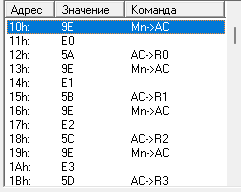 Адрес Значение Команда
10h: 9E Mn->AC
11h: E0
12h: 5A AC->R0
13h: 9E Mn->AC
14h: E1
15h: 5B AC->R1
16h: 9E Mn->AC
17h: E2
18h: 5C AC->R2
19h: 9E Mn->AC
1Ah: E3
1Bh: 5D AC->R3